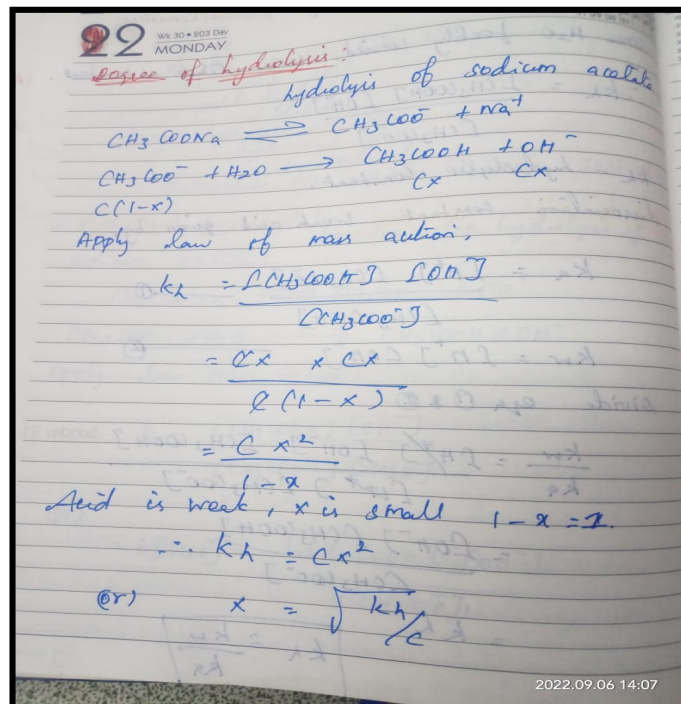 22 Wk 30 • 203 Day
MONDAY
Degree of hydrolysis:
hydrolysis of sodium acetate
CH3COONa ⇌ CH3COO⁻ + Na⁺
CH3COO⁻ + H2O → CH3COOH + OH⁻
Cx Cx
C(1-x)
Apply law of mass action,
kh = [CH3COOH] [OH⁻] / [CH3COO⁻]
= Cx × Cx / C(1-x)
= Cx² / 1-x
Acid is weak, x is small 1-x = 1.
∴ kh = Cx²
(or) x = √kh/c
2022.09.06 14:07